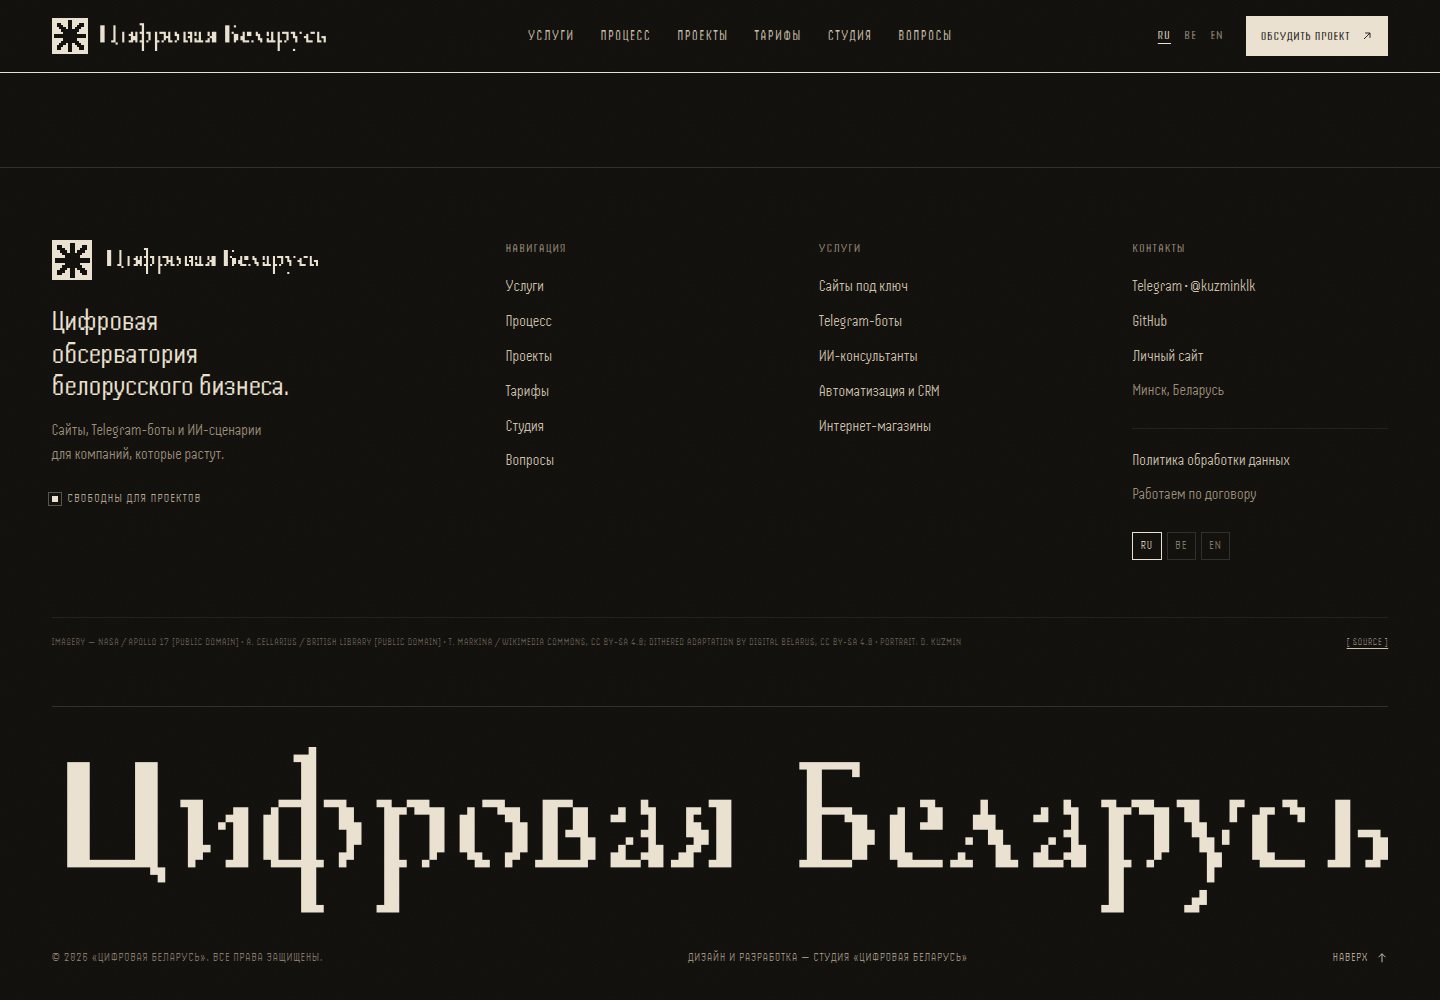 Цифровая Беларусь
УСЛУГИ ПРОЦЕСС ПРОЕКТЫ ТАРИФЫ СТУДИЯ ВОПРОСЫ
RU BE EN
ОБСУДИТЬ ПРОЕКТ ↗
Цифровая Беларусь
Цифровая
обсерватория
белорусского бизнеса.
Сайты, Telegram-боты и ИИ-сценарии
для компаний, которые растут.
СВОБОДНЫ ДЛЯ ПРОЕКТОВ
НАВИГАЦИЯ
Услуги
Процесс
Проекты
Тарифы
Студия
Вопросы
УСЛУГИ
Сайты под ключ
Telegram-боты
ИИ-консультанты
Автоматизация и CRM
Интернет-магазины
КОНТАКТЫ
Telegram · @kuzminklk
GitHub
Личный сайт
Минск, Беларусь
Политика обработки данных
Работаем по договору
RU BE EN
IMAGERY — NASA / APOLLO 17 [PUBLIC DOMAIN] · A. CELLARIUS / BRITISH LIBRARY [PUBLIC DOMAIN] · T. MARKINA / WIKIMEDIA COMMONS, CC BY-SA 4.0; DITHERED ADAPTATION BY DIGITAL BELARUS, CC BY-SA 4.0 · PORTRAIT: D. KUZMIN
[ SOURCE ]
Цифровая Беларусь
© 2026 «ЦИФРОВАЯ БЕЛАРУСЬ». ВСЕ ПРАВА ЗАЩИЩЕНЫ.
ДИЗАЙН И РАЗРАБОТКА — СТУДИЯ «ЦИФРОВАЯ БЕЛАРУСЬ»
НАВЕРХ ↑